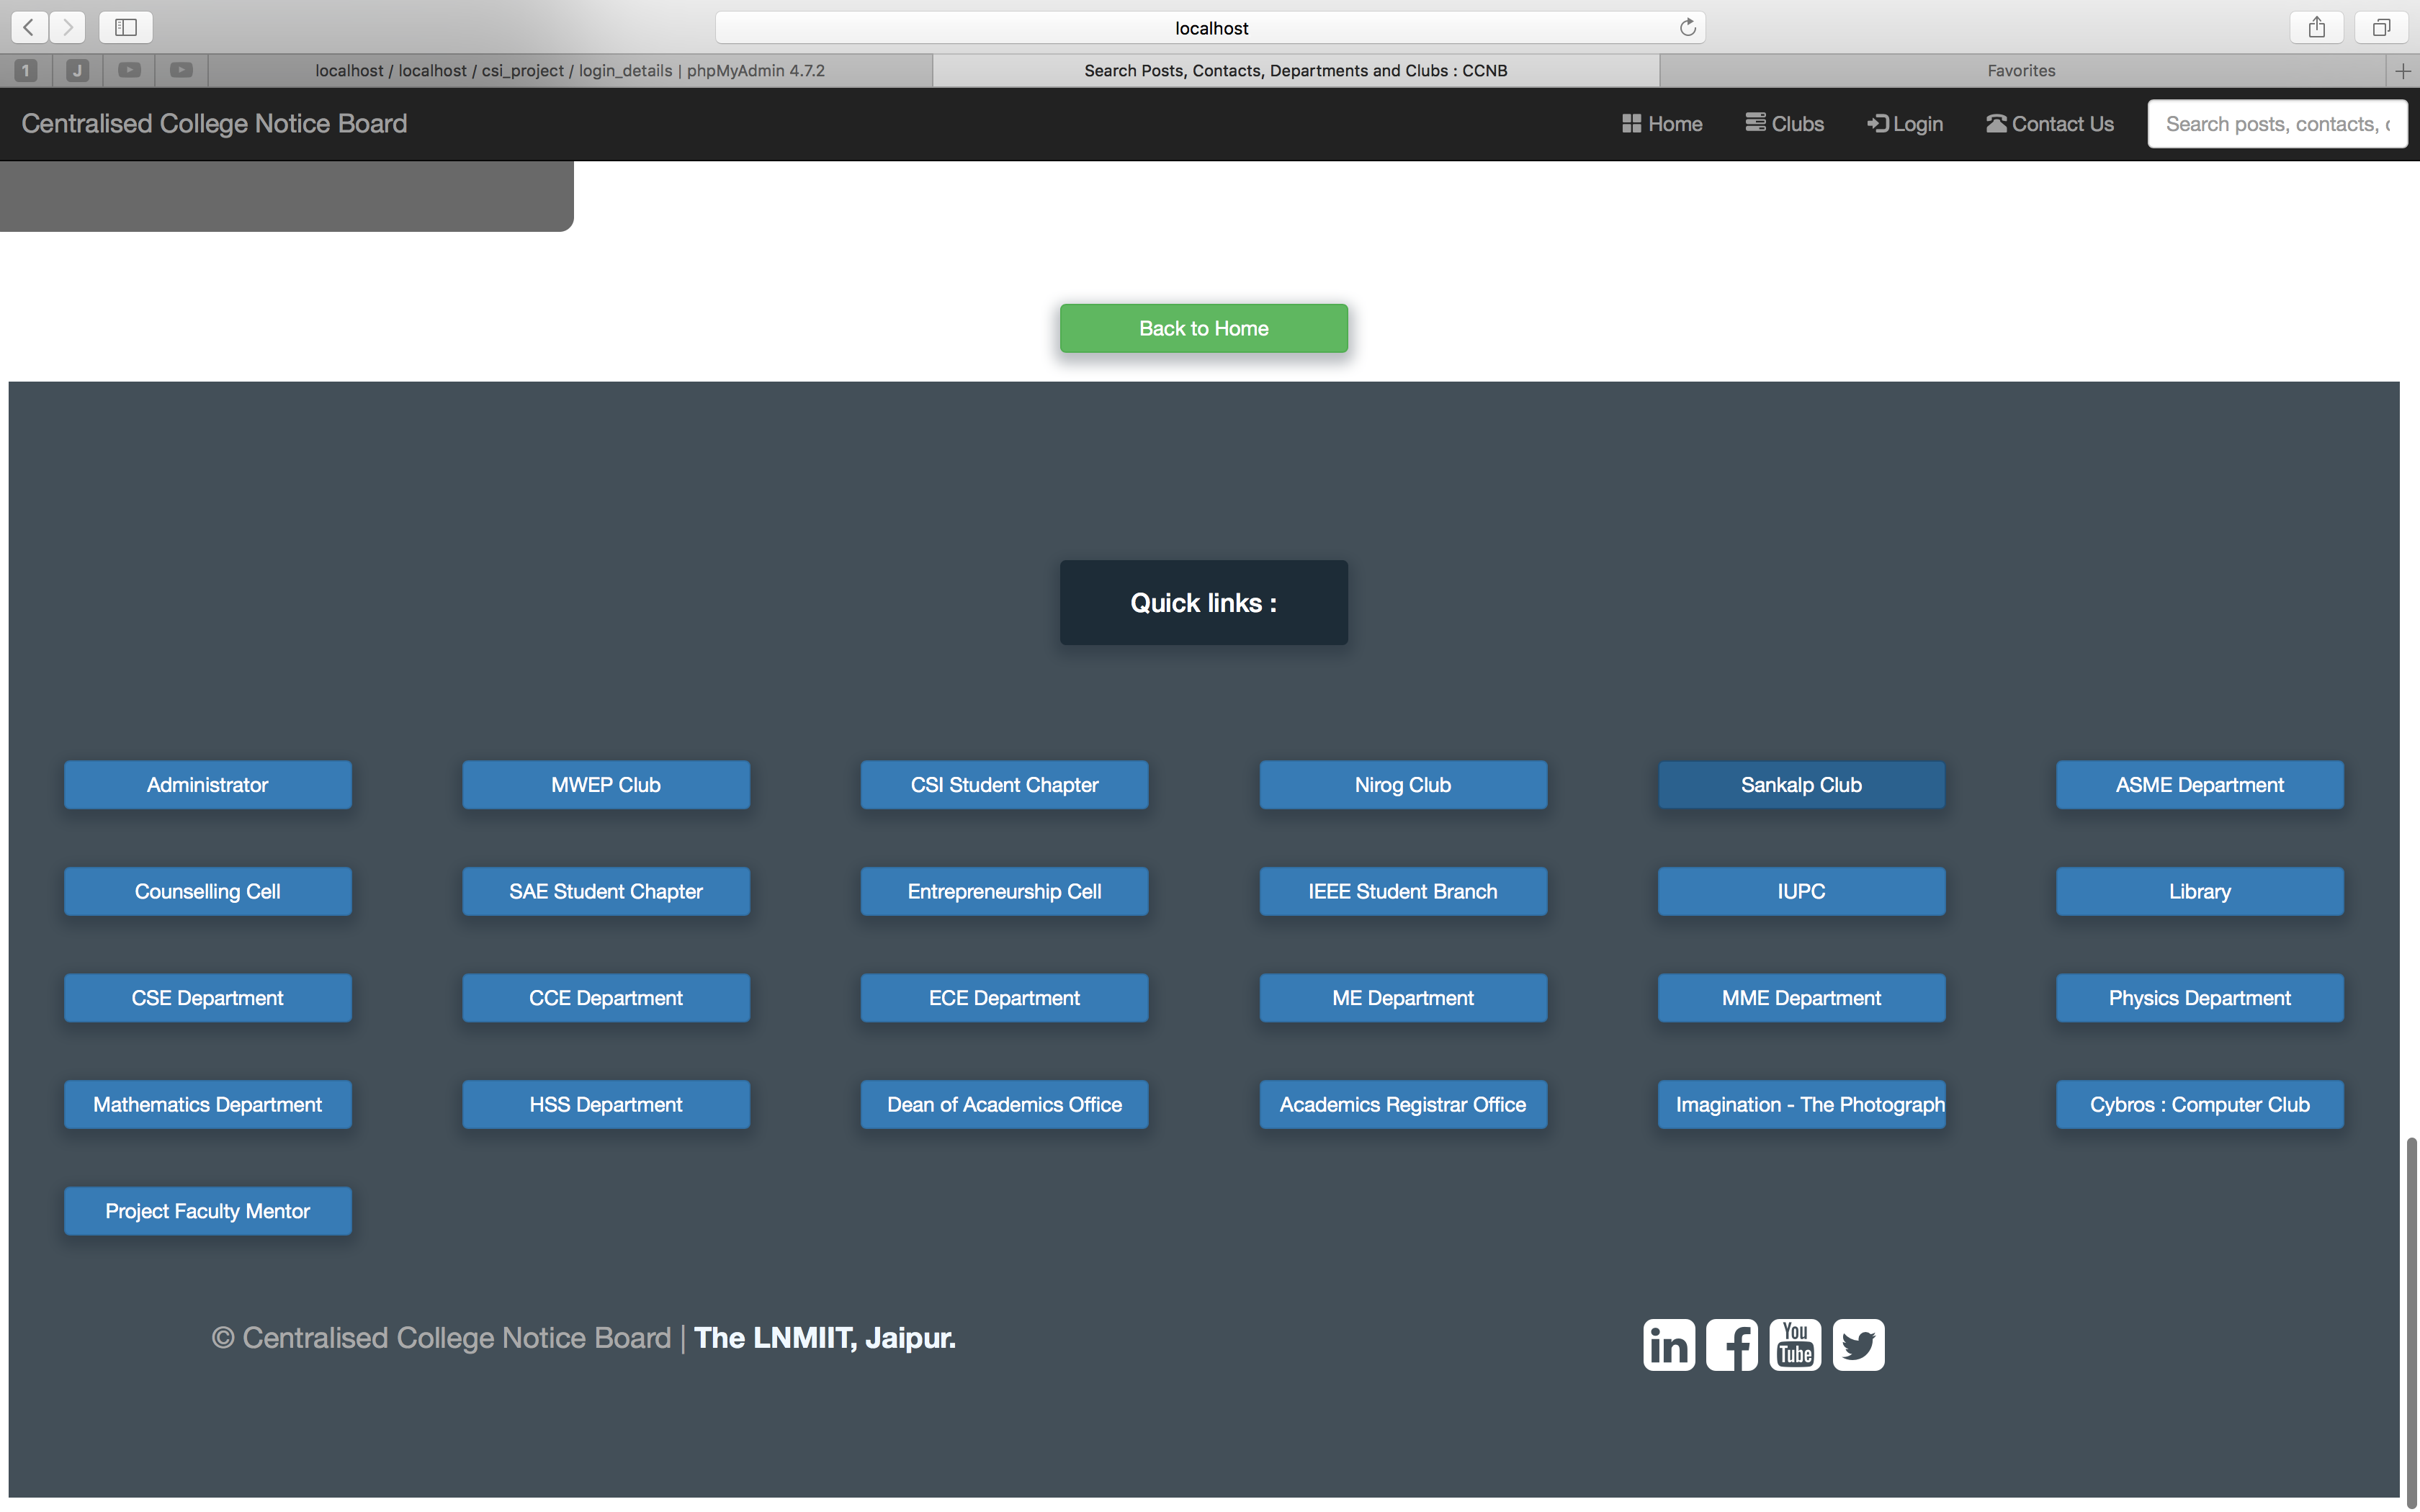 localhost
1
J
localhost / localhost / csi_project / login_details | phpMyAdmin 4.7.2
Search Posts, Contacts, Departments and Clubs : CCNB
Favorites
Centralised College Notice Board
Home
Clubs
Login
Contact Us
Search posts, contacts,
Back to Home
Quick links :
Administrator
MWEP Club
CSI Student Chapter
Nirog Club
Sankalp Club
ASME Department
Counselling Cell
SAE Student Chapter
Entrepreneurship Cell
IEEE Student Branch
IUPC
Library
CSE Department
CCE Department
ECE Department
ME Department
MME Department
Physics Department
Mathematics Department
HSS Department
Dean of Academics Office
Academics Registrar Office
Imagination - The Photograph
Cybros : Computer Club
Project Faculty Mentor
© Centralised College Notice Board | The LNMIIT, Jaipur.
in
f
You
Tube